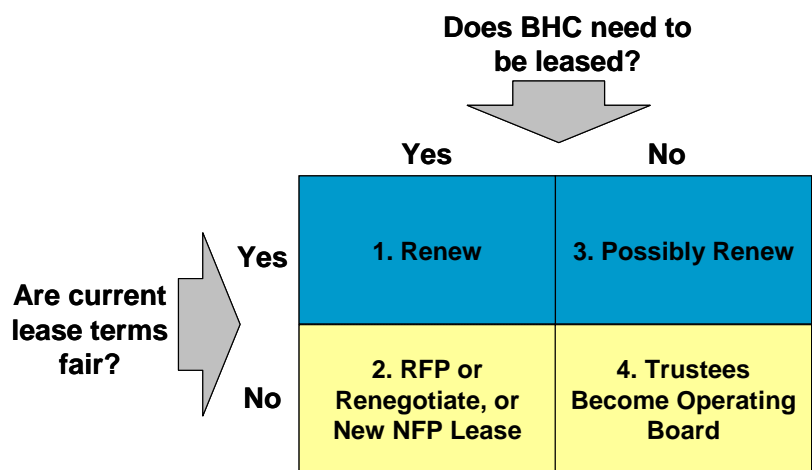 Does BHC need to
be leased?
Yes
No
Yes
1. Renew
3. Possibly Renew
Are current
lease terms
fair?
No
2. RFP or
Renegotiate, or
New NFP Lease
4. Trustees
Become Operating
Board